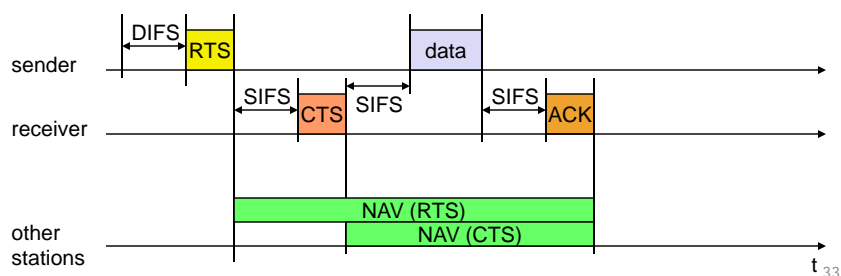 DIFS
RTS
data
sender
SIFS
CTS
SIFS
SIFS
ACK
receiver
NAV (RTS)
NAV (CTS)
other
stations
t
33